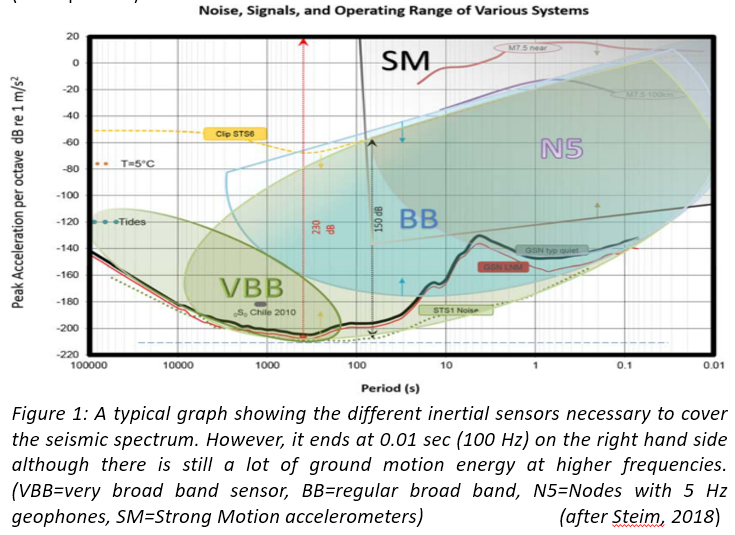 Noise, Signals, and Operating Range of Various Systems
Peak Acceleration per octave dB re 1 m/s²
20
0
-20
-40
-60
-80
-100
-120
-140
-160
-180
-200
-220
SM
M7.5 near
M7.5 100km
Clip STS6
T=5°C
N5
BB
Tides
230 dB
150 dB
GSN typ quiet
GSN LNM
VBB
₀S₀ Chile 2010
STS1 Noise
100000 10000 1000 100 10 1 0.1 0.01
Period (s)
Figure 1: A typical graph showing the different inertial sensors necessary to cover
the seismic spectrum. However, it ends at 0.01 sec (100 Hz) on the right hand side
although there is still a lot of ground motion energy at higher frequencies.
(VBB=very broad band sensor, BB=regular broad band, N5=Nodes with 5 Hz
geophones, SM=Strong Motion accelerometers) (after Steim, 2018)